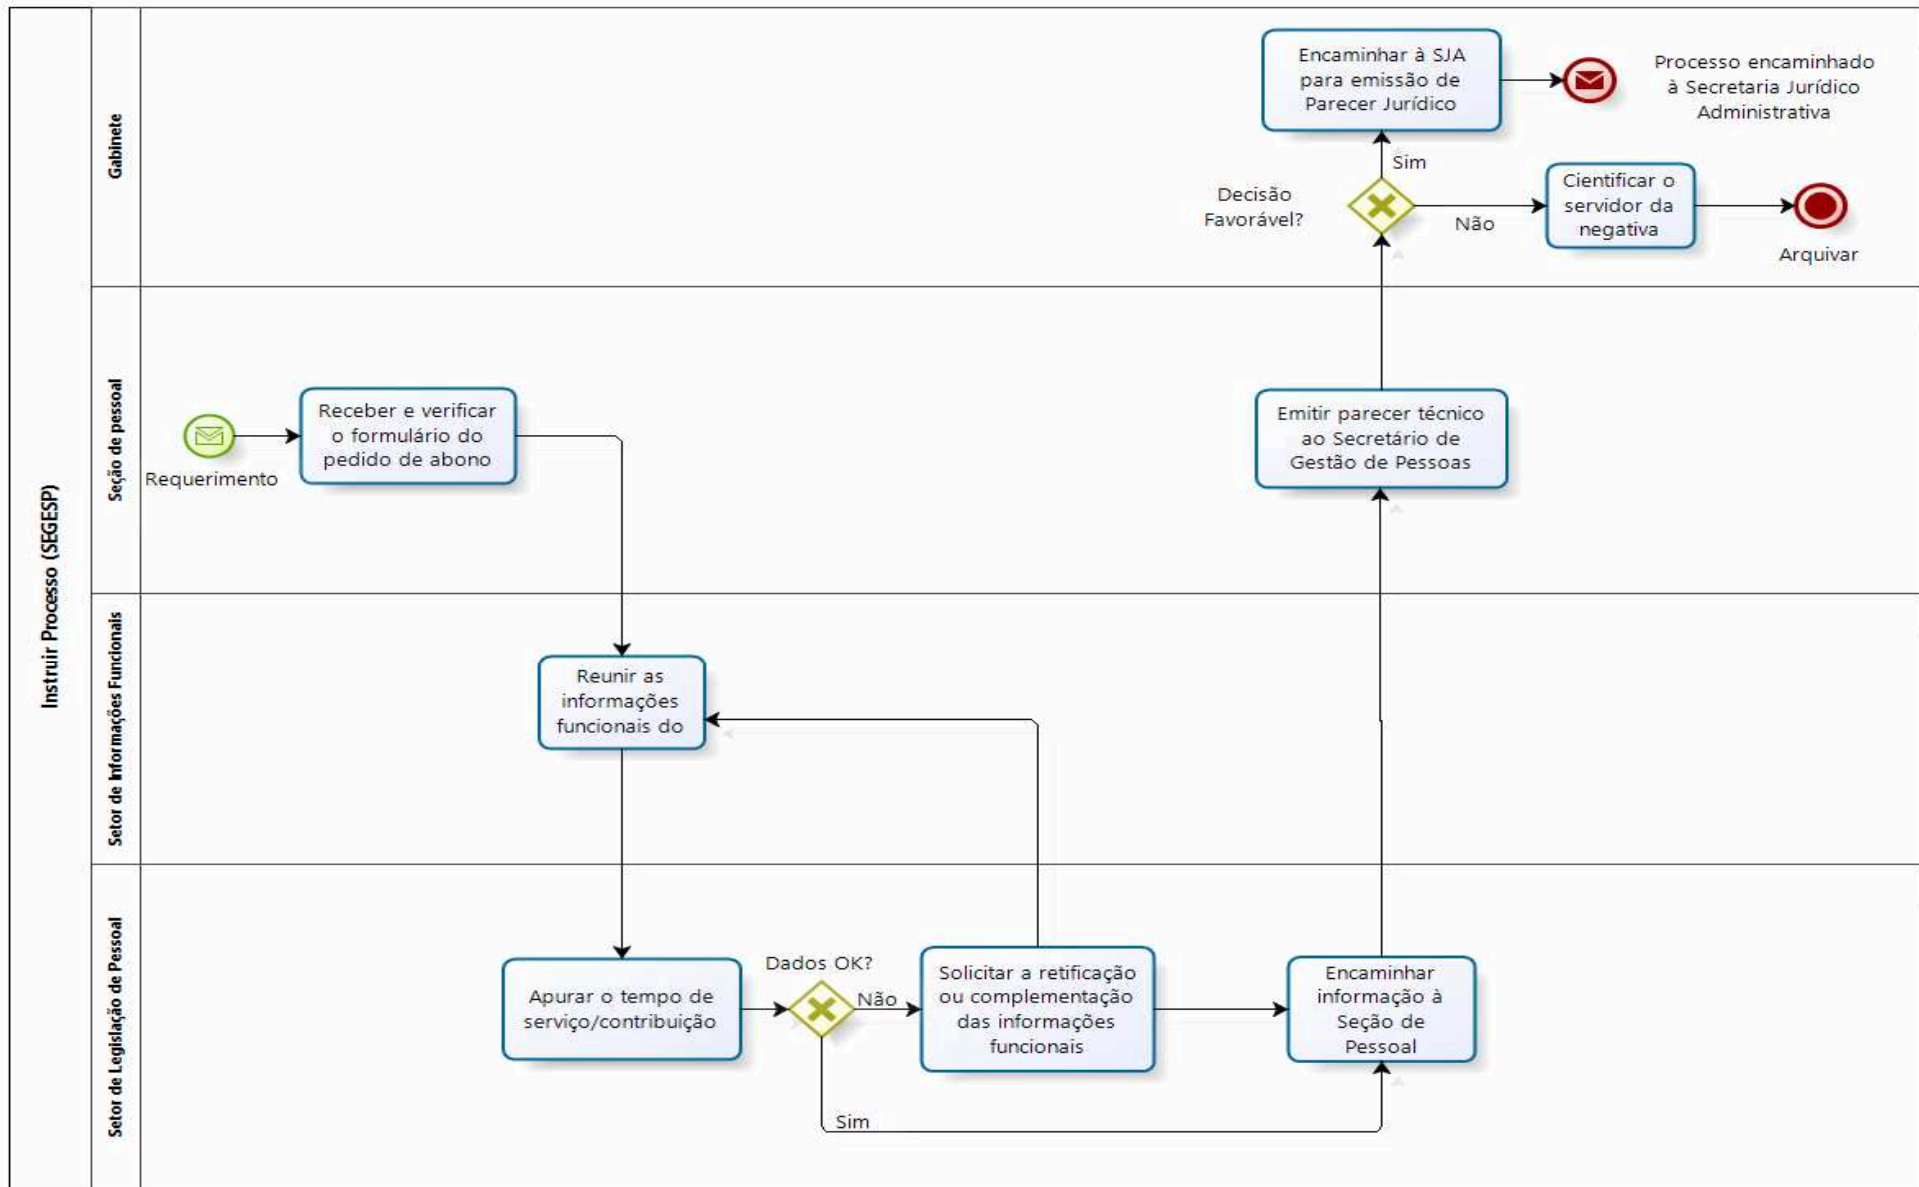 Instruir Processo (SEGESP)
Gabinete
Encaminhar à SJA
para emissão de
Parecer Jurídico
Processo encaminhado
à Secretaria Jurídico
Administrativa
Sim
Decisão
Favorável?
Não
Cientificar o
servidor da
negativa
Arquivar
Seção de pessoal
Requerimento
Receber e verificar
o formulário do
pedido de abono
Emitir parecer técnico
ao Secretário de
Gestão de Pessoas
Setor de Informações Funcionais
Reunir as
informações
funcionais do
Setor de Legislação de Pessoal
Apurar o tempo de
serviço/contribuição
Dados OK?
Não
Sim
Solicitar a retificação
ou complementação
das informações
funcionais
Encaminhar
informação à
Seção de
Pessoal